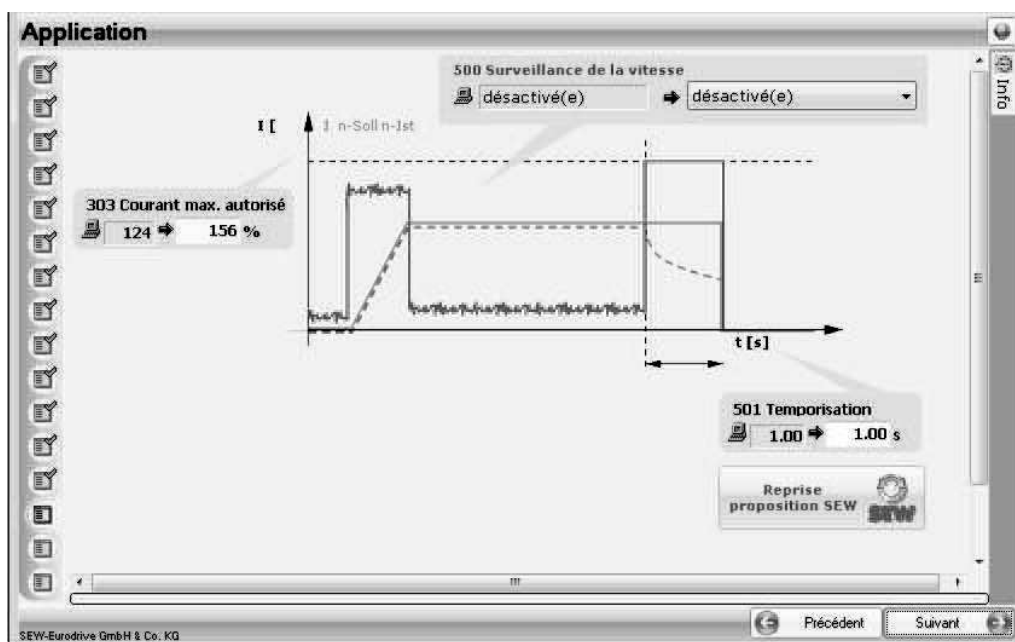 Application
Info
500 Surveillance de la vitesse
désactivé(e)
désactivé(e)
I [
I n-Soll n-Ist
303 Courant max. autorisé
124
156 %
t [s]
501 Temporisation
1.00
1.00 s
Reprise
proposition SEW
SEW
Précédent
Suivant
SEW-Eurodrive GmbH & Co. KG